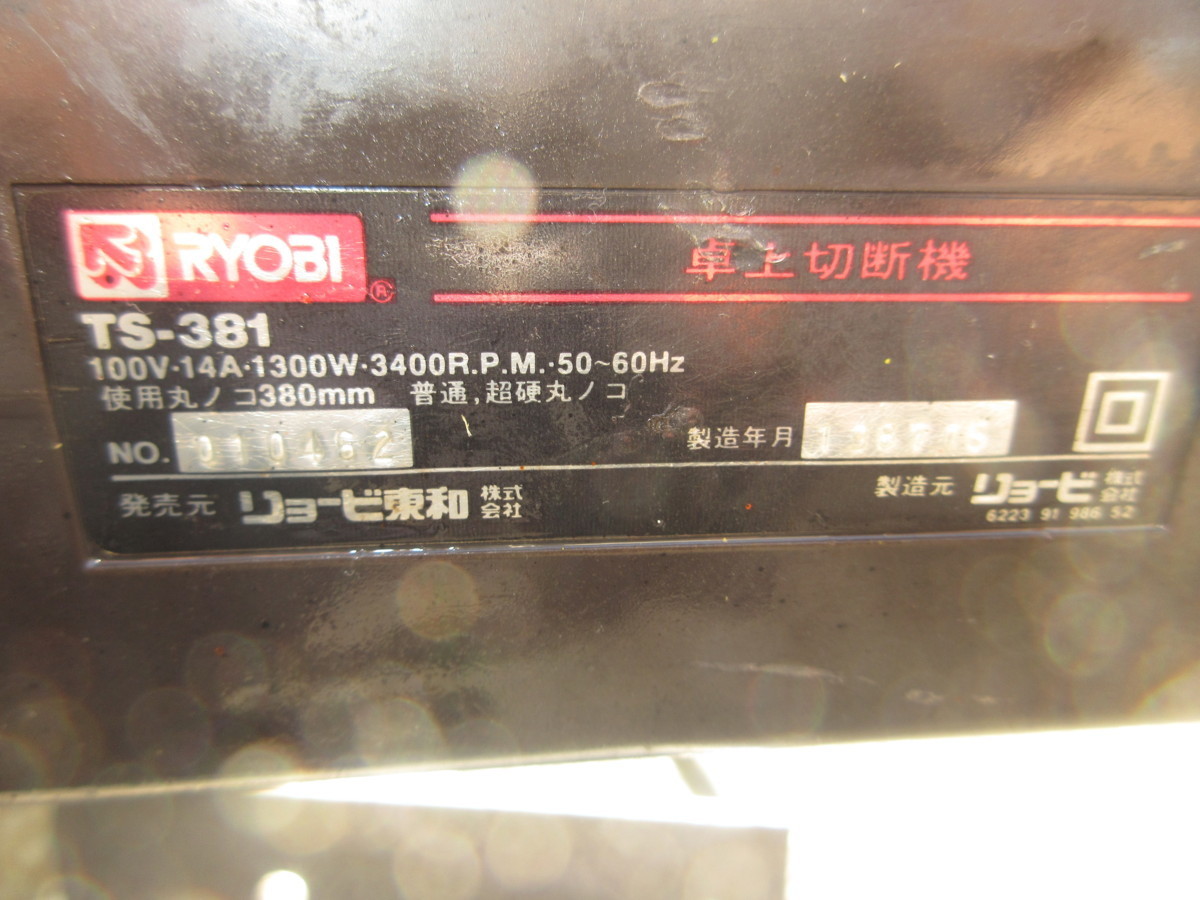 RYOBI ®
卓上切断機
TS-381
100V·14A·1300W·3400R.P.M.·50~60Hz
使用丸ノコ380mm 普通,超硬丸ノコ
NO. 010462
製造年月
発売元 リョービ東和 株式会社
製造元 リョービ 株式会社
6223 91 986 52